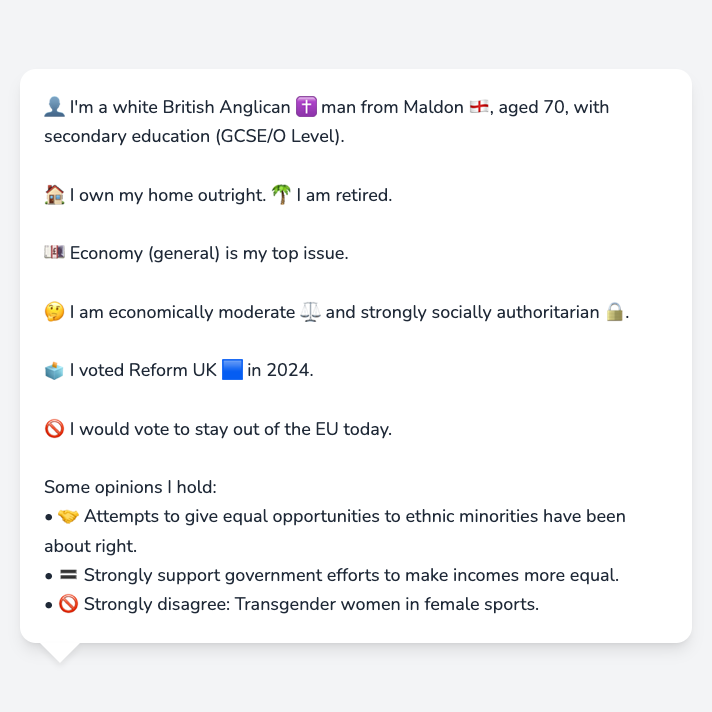 👤 I'm a white British Anglican ✝️ man from Maldon 🏴󠁧󠁢󠁥󠁮󠁧󠁿, aged 70, with
secondary education (GCSE/O Level).
🏠 I own my home outright. 🌴 I am retired.
💷 Economy (general) is my top issue.
🤔 I am economically moderate ⚖️ and strongly socially authoritarian 🔒.
🗳️ I voted Reform UK 🟦 in 2024.
🚫 I would vote to stay out of the EU today.
Some opinions I hold:
• 🤝 Attempts to give equal opportunities to ethnic minorities have been
about right.
• 🟰 Strongly support government efforts to make incomes more equal.
• 🚫 Strongly disagree: Transgender women in female sports.